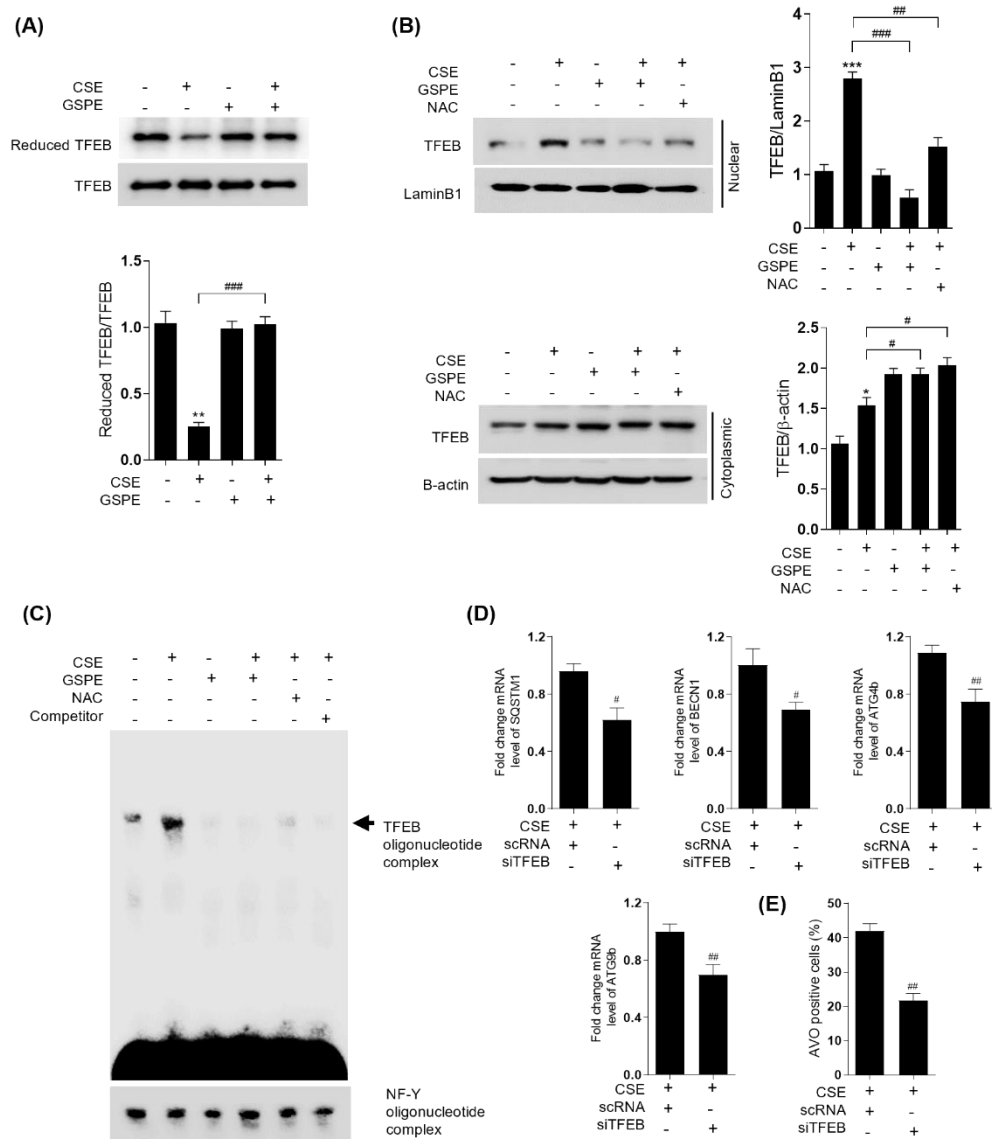 (A)
CSE - + - +
GSPE - - + +
Reduced TFEB
TFEB
Reduced TFEB/TFEB
1.5
1.0
0.5
0.0
###
**
CSE - + - +
GSPE - - + +
(B)
CSE - + - + +
GSPE - - + + -
NAC - - - - +
TFEB
LaminB1
Nuclear
TFEB/LaminB1
4
3
2
1
0
##
###
***
CSE - + - + +
GSPE - - + + -
NAC - - - - +
CSE - + - + +
GSPE - - + + -
NAC - - - - +
TFEB
B-actin
Cytoplasmic
TFEB/β-actin
2.5
2.0
1.5
1.0
0.5
0.0
#
#
*
CSE - + - + +
GSPE - - + + -
NAC - - - - +
(C)
CSE - + - + + +
GSPE - - + + - -
NAC - - - - + -
Competitor - - - - - +
TFEB
oligonucleotide
complex
NF-Y
oligonucleotide
complex
(D)
Fold change mRNA
level of SQSTM1
1.2
0.8
0.4
0.0
#
CSE + +
scRNA + -
siTFEB - +
Fold change mRNA
level of BECN1
1.2
0.8
0.4
0.0
#
CSE + +
scRNA + -
siTFEB - +
Fold change mRNA
level of ATG4b
1.2
0.8
0.4
0.0
##
CSE + +
scRNA + -
siTFEB - +
Fold change mRNA
level of ATG9b
1.2
0.8
0.4
0.0
##
CSE + +
scRNA + -
siTFEB - +
(E)
AVO positive cells (%)
50
40
30
20
10
0
##
CSE + +
scRNA + -
siTFEB - +